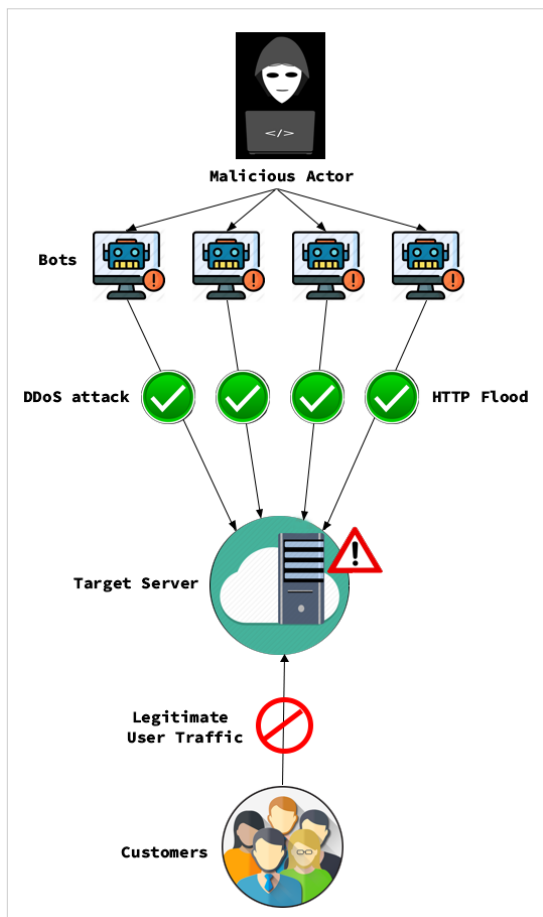 </>
Malicious Actor
Bots
DDoS attack
HTTP Flood
Target Server
Legitimate
User Traffic
Customers